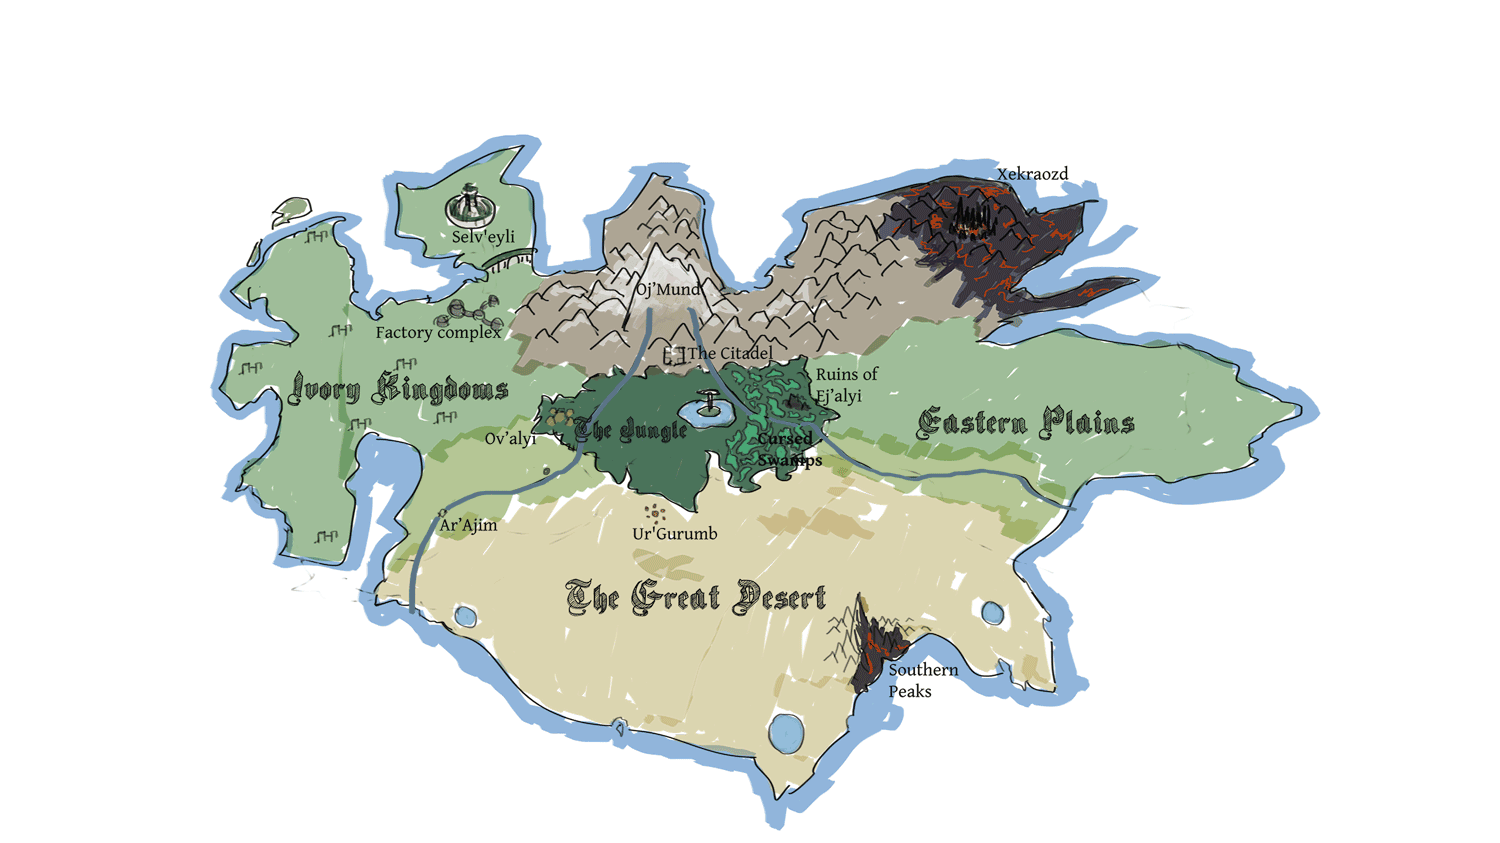 Xekraozd
Selv'eyli
Oj'Mund
Factory complex
The Citadel
Ruins of
Ej'alyi
Ivory Kingdoms
Eastern Plains
The Jungle
Ov'alyi
Cursed
Swamps
Ar'Ajim
Ur'Gurumb
The Great Desert
Southern
Peaks